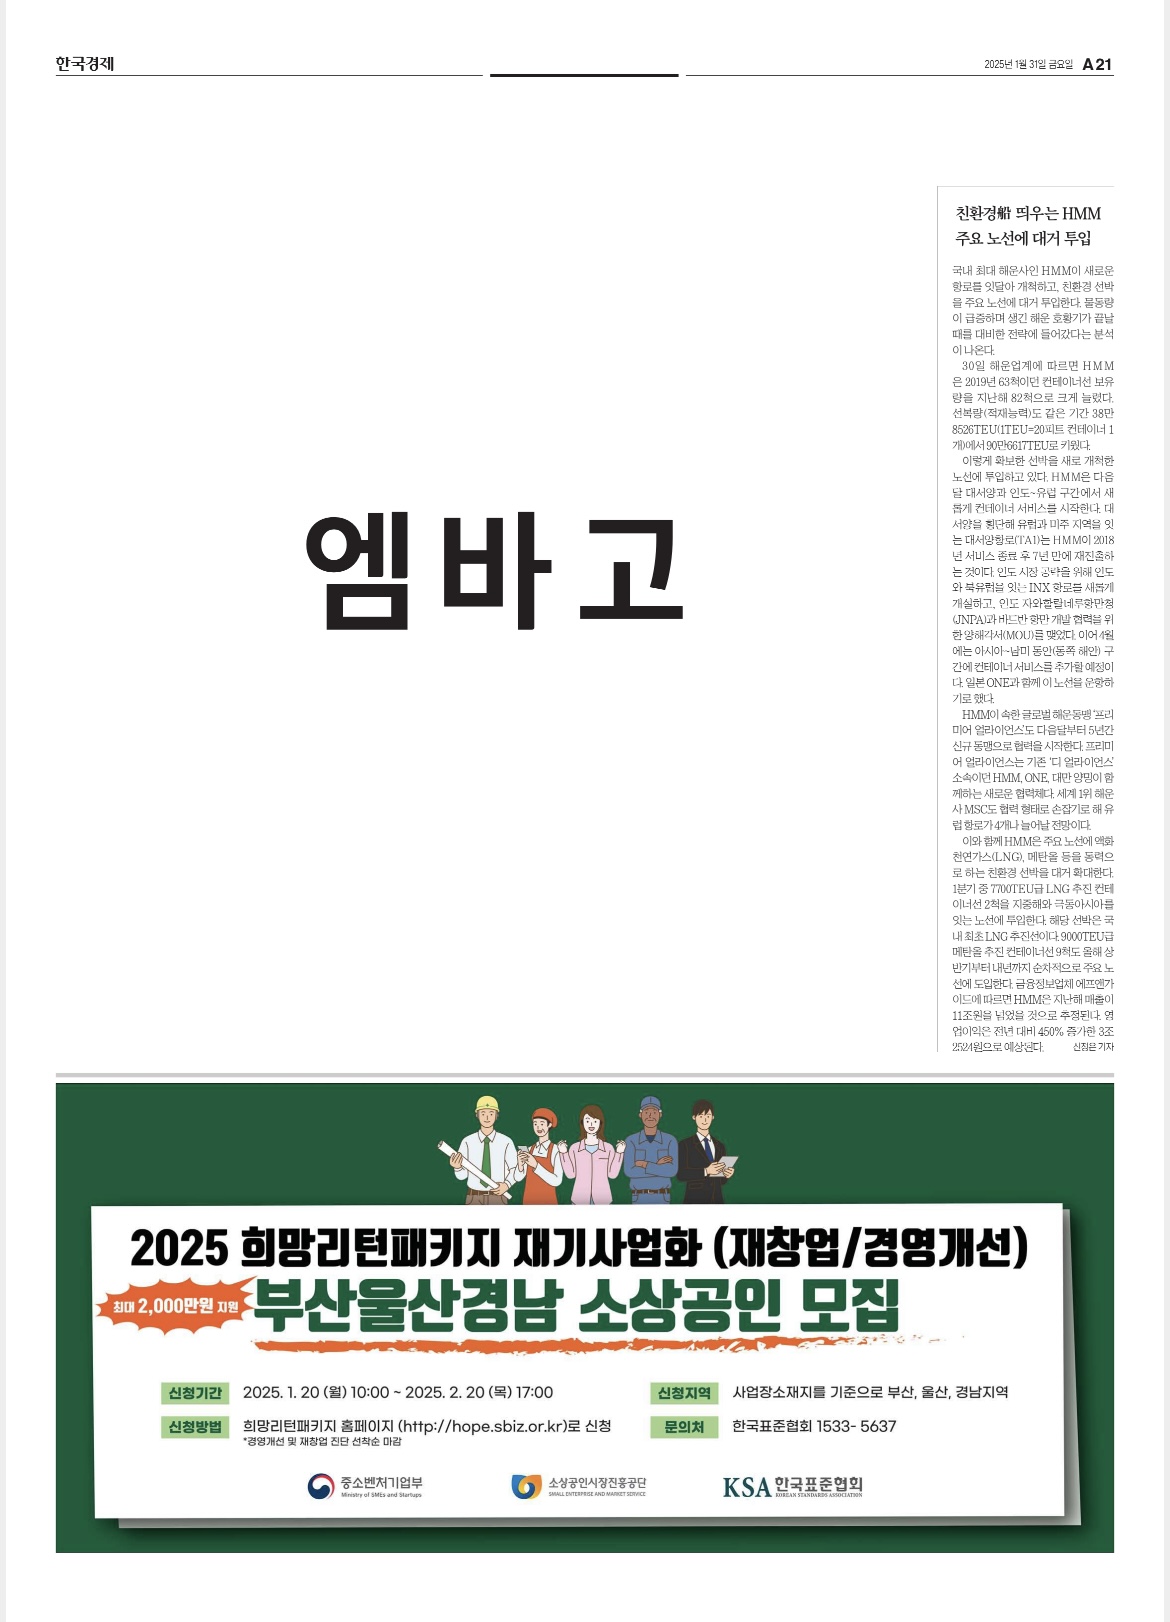 한국경제
2025년 1월 31일 금요일 A21
엠바고
친환경船 띄우는 HMM
주요 노선에 대거 투입
국내 최대 해운사인 HMM이 새로운
항로를 잇달아 개척하고, 친환경 선박
을 주요 노선에 대거 투입한다. 물동량
이 급증하며 생긴 해운 호황기가 끝날
때를 대비한 전략에 들어갔다는 분석
이 나온다.
30일 해운업계에 따르면 HMM
은 2019년 63척이던 컨테이너선 보유
량을 지난해 82척으로 크게 늘렸다.
선복량(적재능력)도 같은 기간 38만
8526TEU(1TEU=20피트 컨테이너 1
개)에서 90만6617TEU로 키웠다.
이렇게 확보한 선박을 새로 개척한
노선에 투입하고 있다. HMM은 다음
달 대서양과 인도~유럽 구간에서 새
롭게 컨테이너 서비스를 시작한다. 대
서양을 횡단해 유럽과 미주 지역을 잇
는 대서양항로(TA1)는 HMM이 2018
년 서비스 종료 후 7년 만에 재진출하
는 것이다. 인도 시장 공략을 위해 인도
와 북유럽을 잇는 INX 항로를 새롭게
개설하고, 인도 자와할랄네루항만청
(JNPA)과 바드반 항만 개발 협력을 위
한 양해각서(MOU)를 맺었다. 이어 4월
에는 아시아~남미 동안(동쪽 해안) 구
간에 컨테이너 서비스를 추가할 예정이
다. 일본 ONE과 함께 이 노선을 운항하
기로 했다.
HMM이 속한 글로벌 해운동맹 ‘프리
미어 얼라이언스’도 다음달부터 5년간
신규 동맹으로 협력을 시작한다. 프리미
어 얼라이언스는 기존 ‘디 얼라이언스’
소속이던 HMM, ONE, 대만 양밍이 함
께하는 새로운 협력체다. 세계 1위 해운
사 MSC도 협력 형태로 손잡기로 해 유
럽 항로가 4개나 늘어날 전망이다.
이와 함께 HMM은 주요 노선에 액화
천연가스(LNG), 메탄올 등을 동력으
로 하는 친환경 선박을 대거 확대한다.
1분기 중 7700TEU급 LNG 추진 컨테
이너선 2척을 지중해와 극동아시아를
잇는 노선에 투입한다. 해당 선박은 국
내 최초 LNG 추진선이다. 9000TEU급
메탄올 추진 컨테이너선 9척도 올해 상
반기부터 내년까지 순차적으로 주요 노
선에 도입한다. 금융정보업체 에프앤가
이드에 따르면 HMM은 지난해 매출이
11조원을 넘었을 것으로 추정된다. 영
업이익은 전년 대비 450% 증가한 3조
2524원으로 예상된다. 신정은 기자
2025 희망리턴패키지 재기사업화 (재창업/경영개선)
최대 2,000만원 지원
부산울산경남 소상공인 모집
신청기간 2025. 1. 20 (월) 10:00 ~ 2025. 2. 20 (목) 17:00
신청지역 사업장소재지를 기준으로 부산, 울산, 경남지역
신청방법 희망리턴패키지 홈페이지 (http://hope.sbiz.or.kr)로 신청
*경영개선 및 재창업 진단 선착순 마감
문의처 한국표준협회 1533- 5637
중소벤처기업부
Ministry of SMEs and Startups
소상공인시장진흥공단
SMALL ENTERPRISE AND MARKET SERVICE
KSA 한국표준협회
KOREAN STANDARDS ASSOCIATION